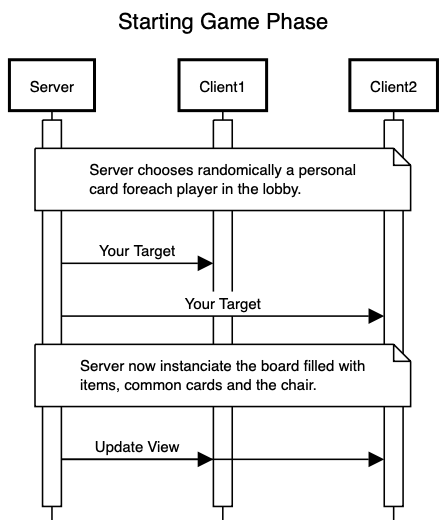 Starting Game Phase
Server
Client1
Client2
Server chooses randomically a personal
card foreach player in the lobby.
Your Target
Your Target
Server now instanciate the board filled with
items, common cards and the chair.
Update View